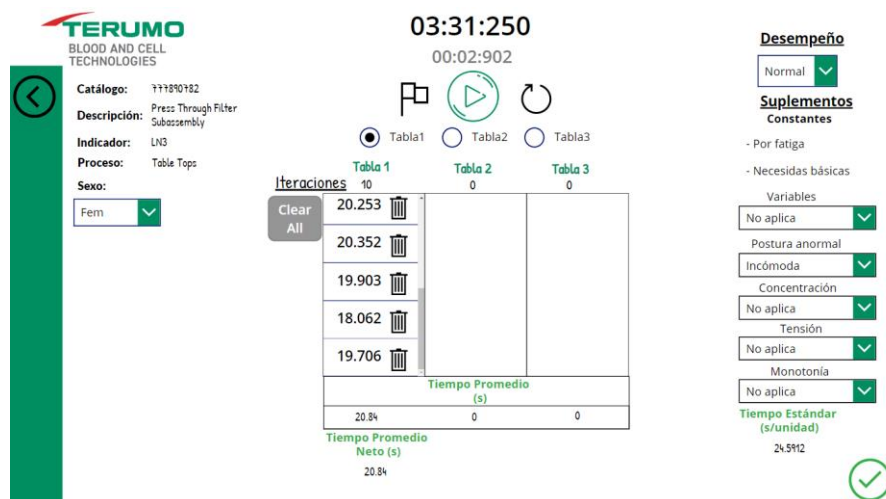 TERUMO
BLOOD AND CELL
TECHNOLOGIES
03:31:250
00:02:902
Catálogo: 777890782
Descripción: Press Through Filter
Subassembly
Indicador: LN3
Proceso: Table Tops
Sexo:
Fem
Tabla1 Tabla2 Tabla3
Tabla 1 Tabla 2 Tabla 3
Iteraciones 10 0 0
Clear
All
20.253
20.352
19.903
18.062
19.706
Tiempo Promedio
(s)
20.84 0 0
Tiempo Promedio
Neto (s)
20.84
Desempeño
Normal
Suplementos
Constantes
- Por fatiga
- Necesidas básicas
Variables
No aplica
Postura anormal
Incómoda
Concentración
No aplica
Tensión
No aplica
Monotonía
No aplica
Tiempo Estándar
(s/unidad)
24.5912